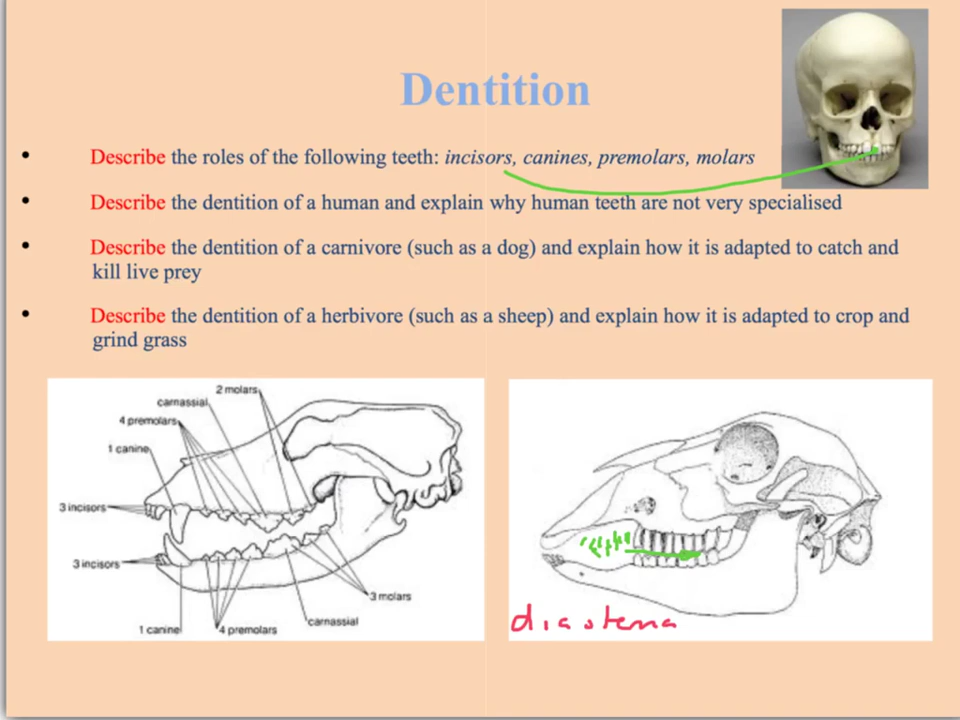 Dentition
• Describe the roles of the following teeth: incisors, canines, premolars, molars
• Describe the dentition of a human and explain why human teeth are not very specialised
• Describe the dentition of a carnivore (such as a dog) and explain how it is adapted to catch and
kill live prey
• Describe the dentition of a herbivore (such as a sheep) and explain how it is adapted to crop and
grind grass
2 molars
carnassial
4 premolars
1 canine
3 incisors
3 incisors
3 molars
1 canine
4 premolars
carnassial
diastema